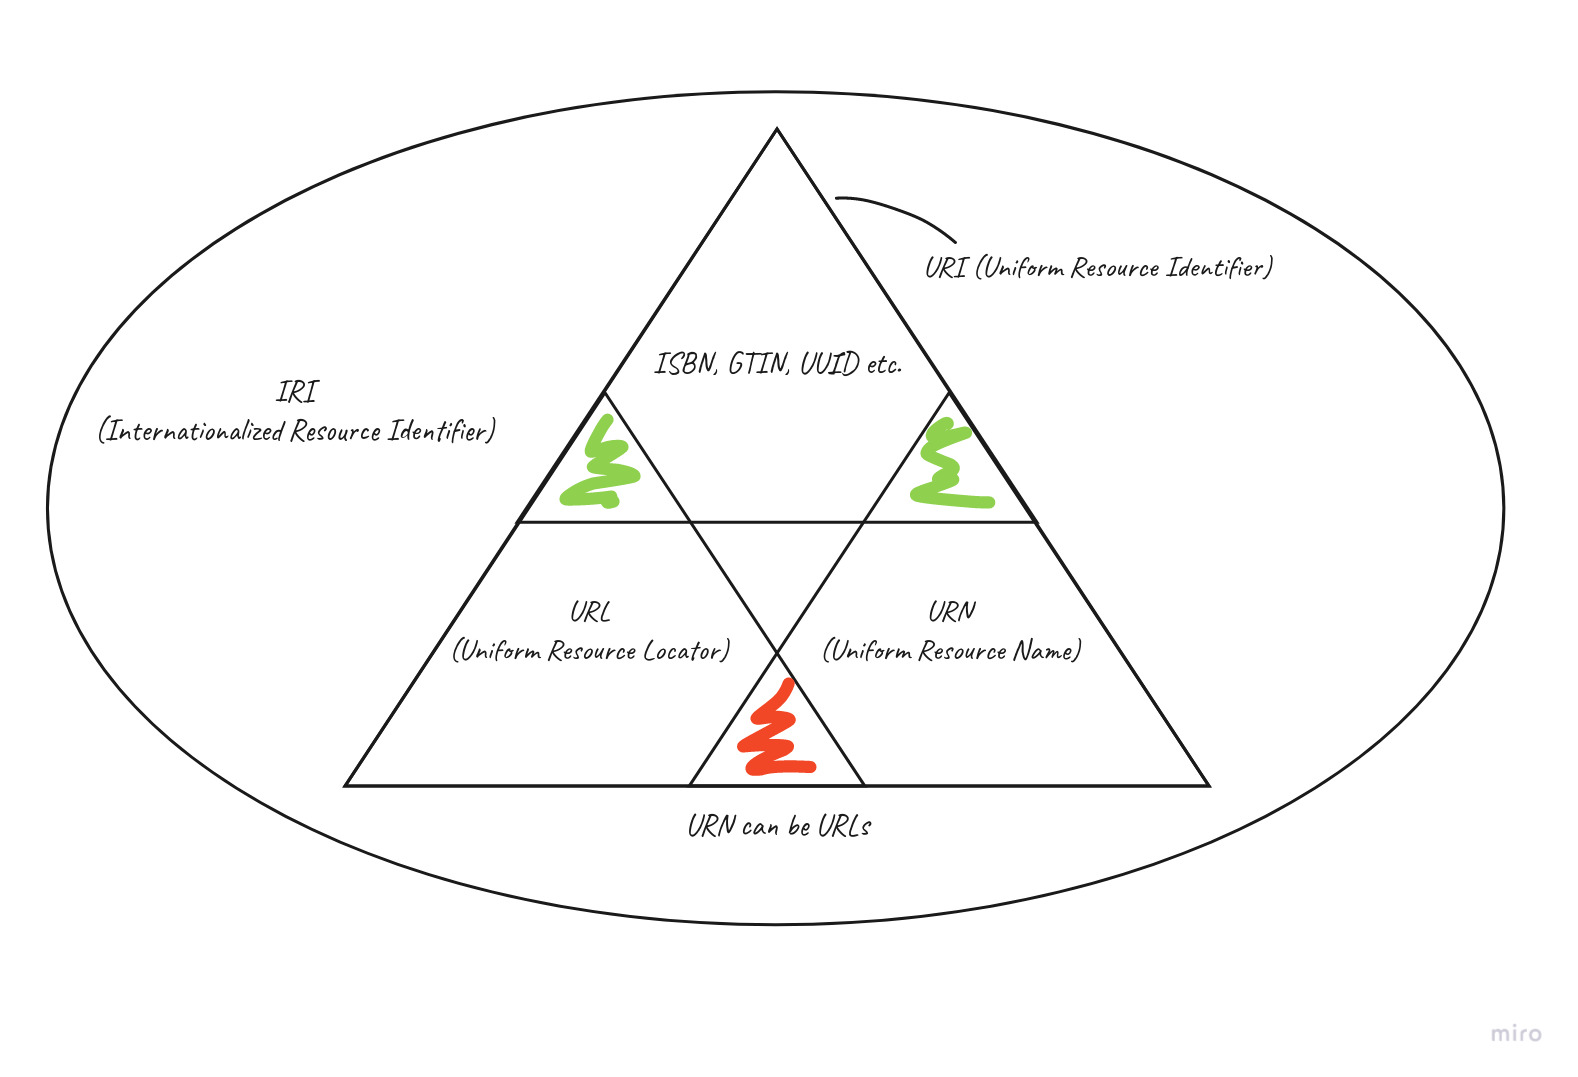 URI (Uniform Resource Identifier)
ISBN, GTIN, UUID etc.
IRI
(Internationalized Resource Identifier)
URL
(Uniform Resource Locator)
URN
(Uniform Resource Name)
URN can be URLs
miro